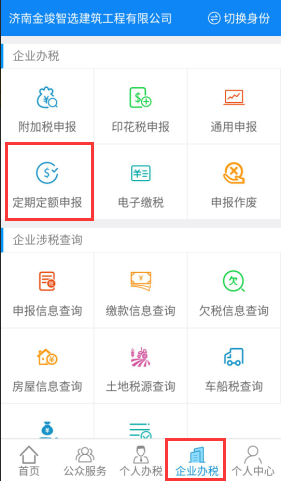 济南金竣智选建筑工程有限公司 切换身份
企业办税
附加税申报 印花税申报 通用申报
定期定额申报 电子缴税 申报作废
企业涉税查询
申报信息查询 缴款信息查询 欠税信息查询
欠
房屋信息查询 土地税源查询 车船税查询
首页 公众服务 个人办税 企业办税 个人中心